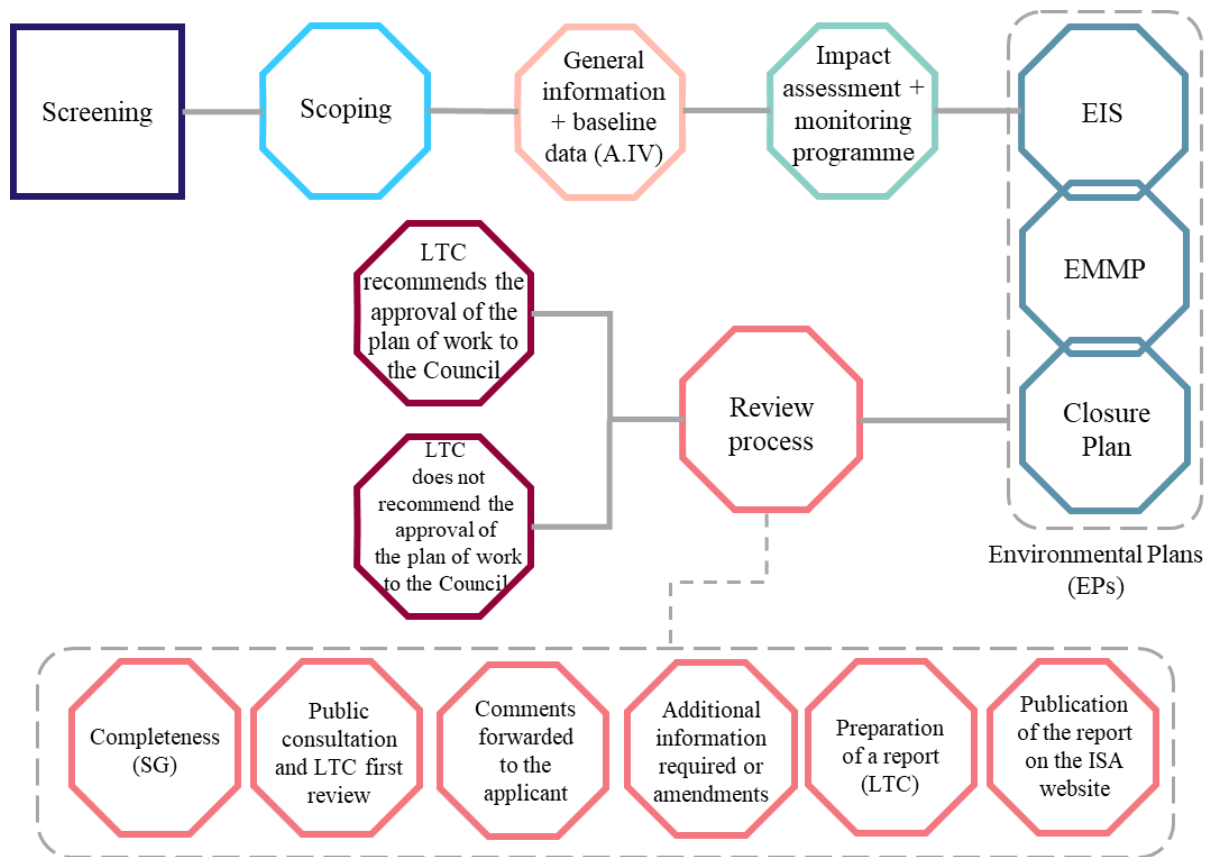 Screening
Scoping
General
information
+ baseline
data (A.IV)
Impact
assessment +
monitoring
programme
EIS
EMMP
Closure
Plan
Environmental Plans
(EPs)
LTC
recommends the
approval of the
plan of work to
the Council
LTC
does not
recommend the
approval of
the plan of work
to the Council
Review
process
Completeness
(SG)
Public
consultation
and LTC first
review
Comments
forwarded
to the
applicant
Additional
information
required or
amendments
Preparation
of a report
(LTC)
Publication
of the report
on the ISA
website